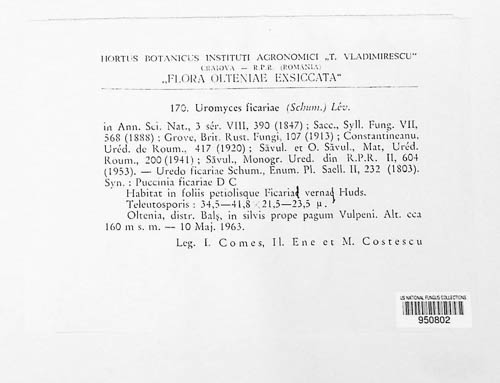 HORTUS BOTANICUS INSTITUTI AGRONOMICI „T. VLADIMIRESCU“
CRAIOVA — R.P.R. (ROMANIA)
„FLORA OLTENIAE EXSICCATA“
170. Uromyces ficariae (Schum.) Lév.
in Ann. Sci. Nat., 3 sér. VIII, 390 (1847) ; Sacc., Syll. Fung. VII,
568 (1888) ; Grove, Brit. Rust. Fungi, 107 (1913) ; Constantineanu.
Uréd. de Roum., 417 (1920) ; Săvul. et O. Săvul., Mat, Uréd.
Roum., 200 (1941) ; Săvul., Monogr. Ured. din R.P.R. II, 604
(1953). — Uredo ficariae Schum., Enum. Pl. Saell. II, 232 (1803).
Syn. : Puccinia ficariae D C
Habitat in foliis petiolisque Ficariae vernae Huds.
Teleutosporis : 34,5—41,8 × 21,5—23,5 μ.
Oltenia, distr. Balş, in silvis prope pagum Vulpeni. Alt. cca
160 m s. m. — 10 Maj. 1963.
Leg. I. Comes, Il. Ene et M. Costescu
US NATIONAL FUNGUS COLLECTIONS
950802